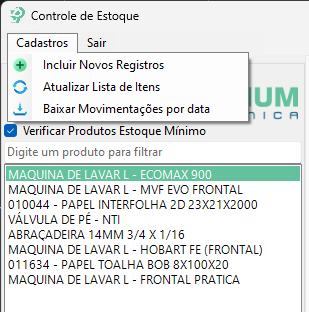 Controle de Estoque
Cadastros Sair
Incluir Novos Registros
Atualizar Lista de Itens
Baixar Movimentações por data
Verificar Produtos Estoque Mínimo
Digite um produto para filtrar
MAQUINA DE LAVAR L - ECOMAX 900
MAQUINA DE LAVAR L - MVF EVO FRONTAL
010044 - PAPEL INTERFOLHA 2D 23X21X2000
VÁLVULA DE PÉ - NTI
ABRAÇADEIRA 14MM 3/4 X 1/16
MAQUINA DE LAVAR L - HOBART FE (FRONTAL)
011634 - PAPEL TOALHA BOB 8X100X20
MAQUINA DE LAVAR L - FRONTAL PRATICA